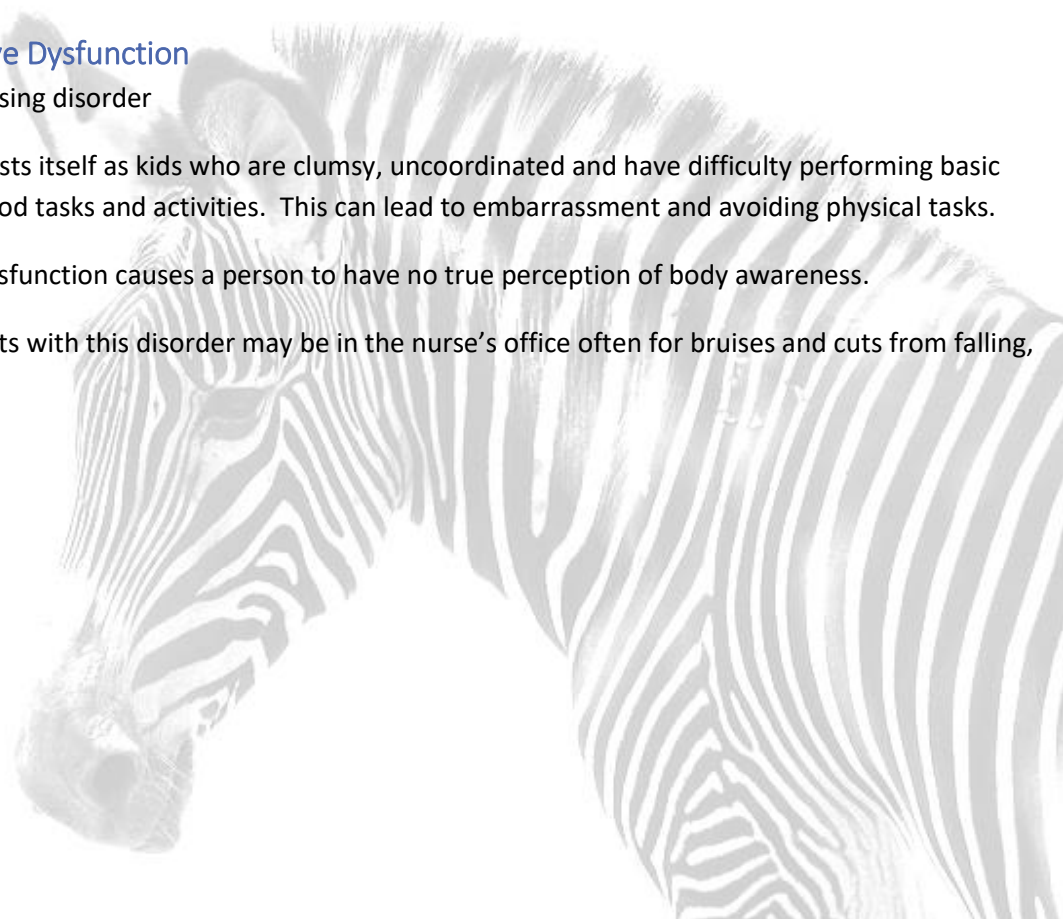 ve Dysfunction
sing disorder
sts itself as kids who are clumsy, uncoordinated and have difficulty performing basic
od tasks and activities.  This can lead to embarrassment and avoiding physical tasks.
sfunction causes a person to have no true perception of body awareness.
ts with this disorder may be in the nurse’s office often for bruises and cuts from falling,